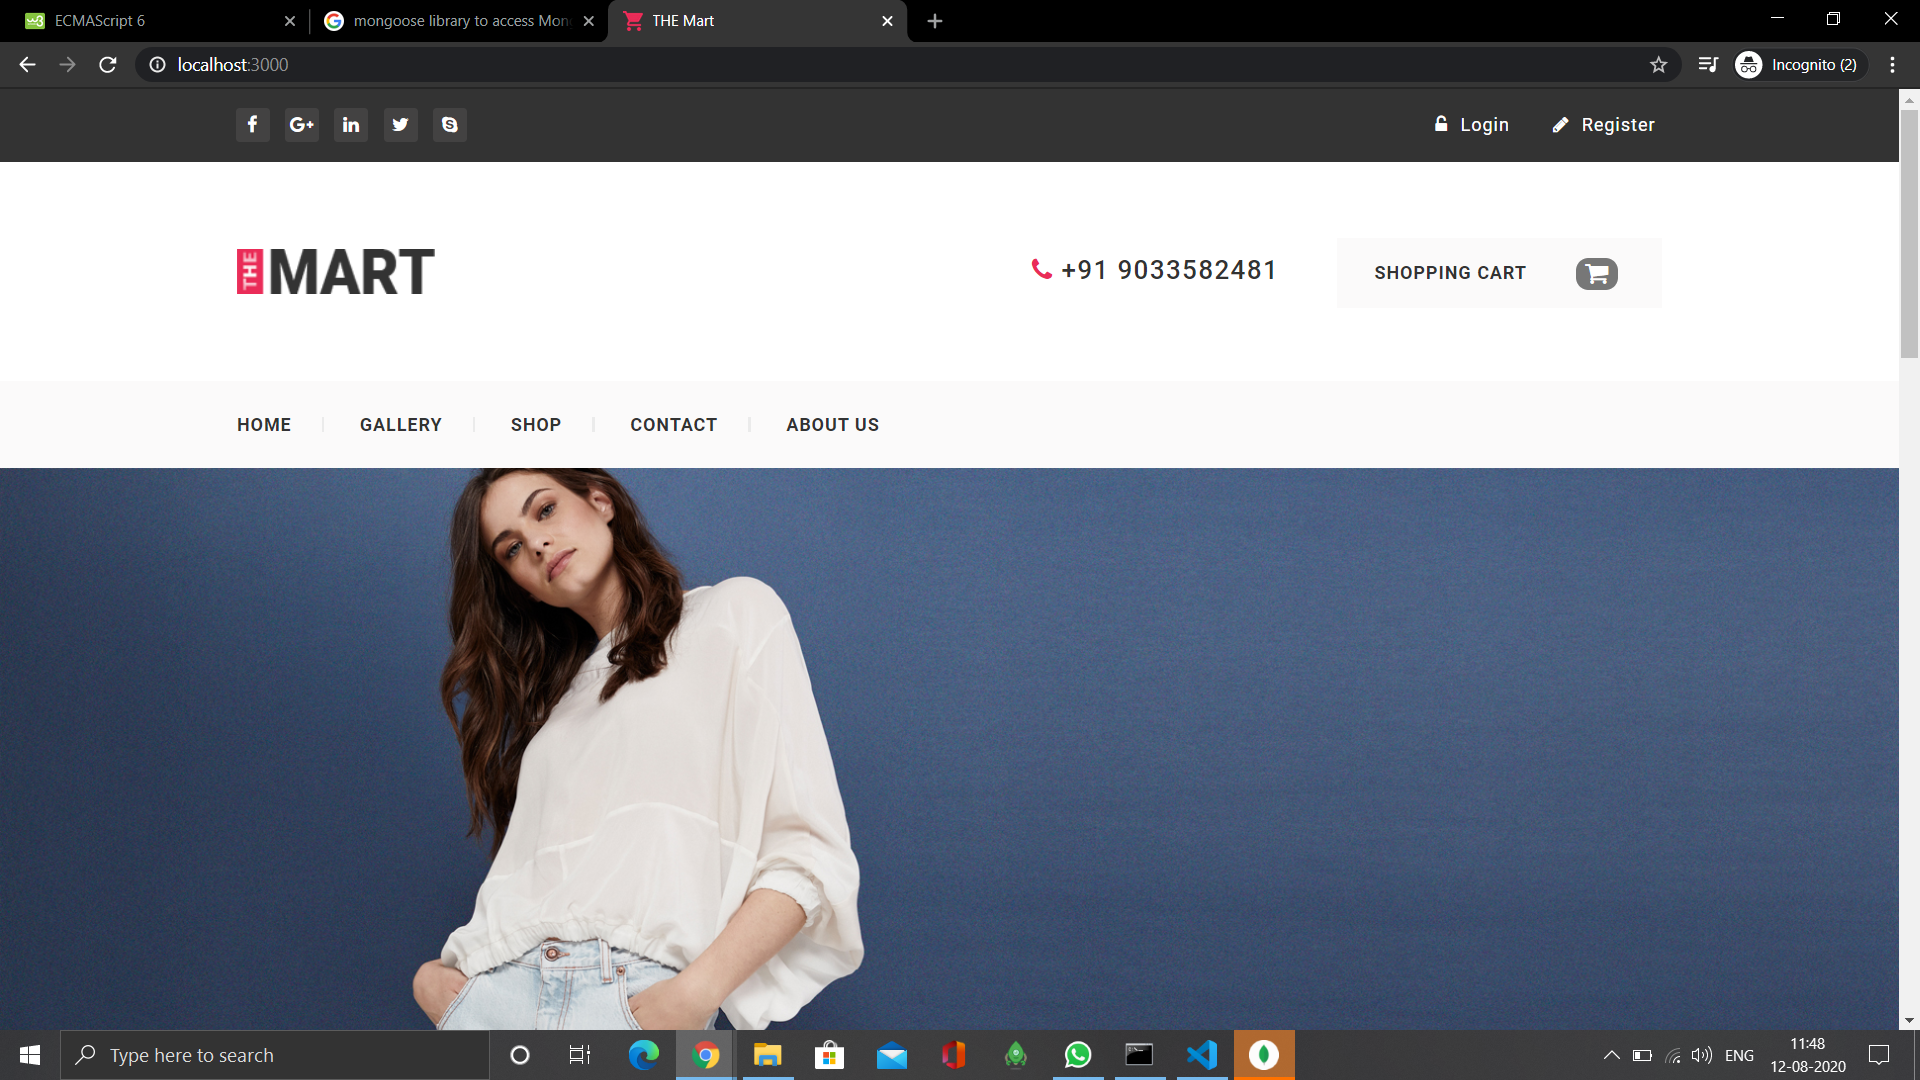 ECMAScript 6
mongoose library to access Mon
THE Mart
localhost:3000
Incognito (2)
f G+ in
Login
Register
THE MART
+91 9033582481
SHOPPING CART
HOME
GALLERY
SHOP
CONTACT
ABOUT US
Type here to search
ENG
11:48
12-08-2020